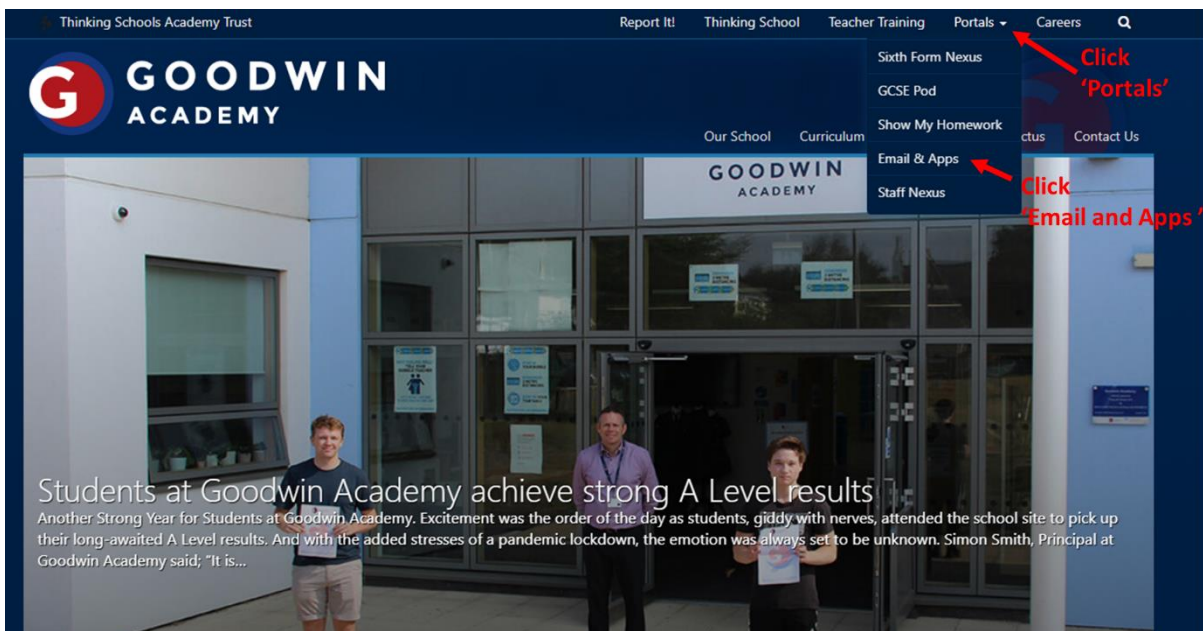 Thinking Schools Academy Trust Report It! Thinking School Teacher Training Portals Careers
Sixth Form Nexus
GCSE Pod
Show My Homework
Email & Apps
Staff Nexus
Click
‘Portals’
Click
‘Email and Apps’
G GOODWIN
ACADEMY
Our School Curriculum ctus Contact Us
GOODWIN
ACADEMY
Students at Goodwin Academy achieve strong A Level results
Another Strong Year for Students at Goodwin Academy. Excitement was the order of the day as students, giddy with nerves, attended the school site to pick up
their long-awaited A Level results. And with the added stresses of a pandemic lockdown, the emotion was always set to be unknown. Simon Smith, Principal at
Goodwin Academy said; "It is...